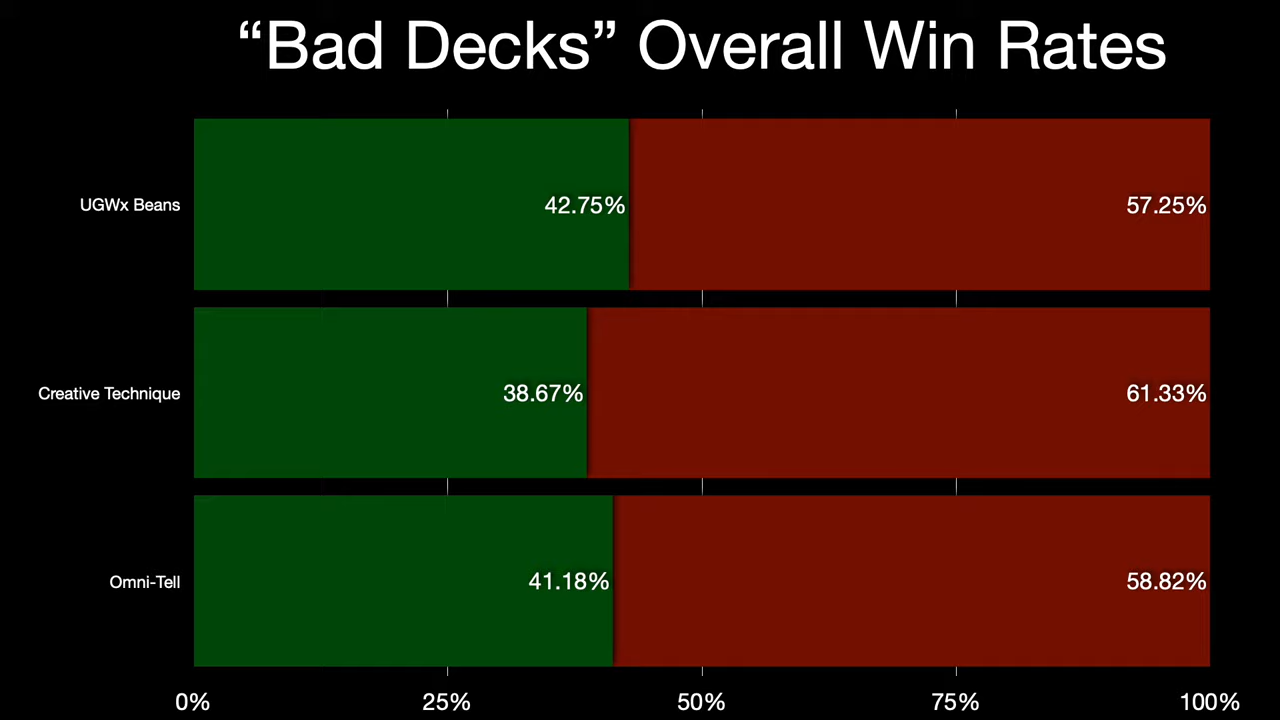 “Bad Decks” Overall Win Rates
UGWx Beans
42.75%
57.25%
Creative Technique
38.67%
61.33%
Omni-Tell
41.18%
58.82%
0%
25%
50%
75%
100%